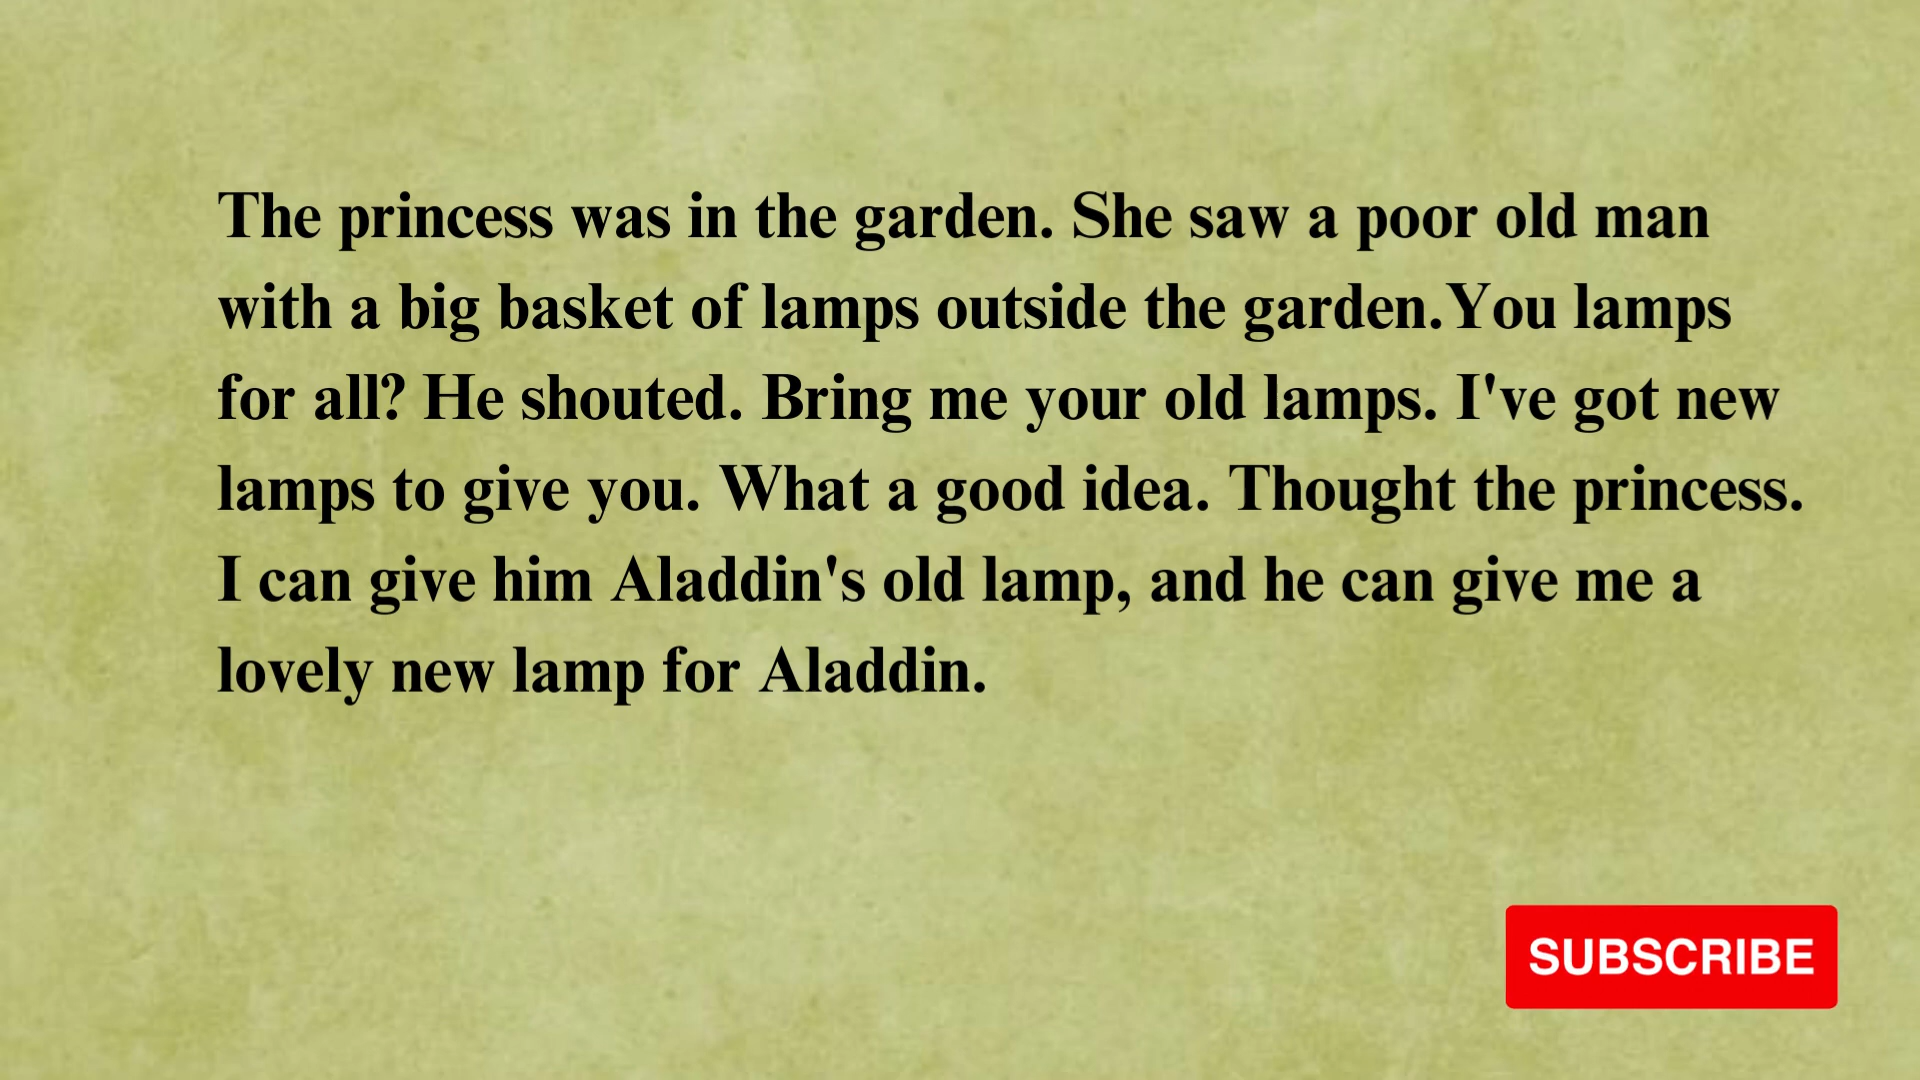 The princess was in the garden. She saw a poor old man
with a big basket of lamps outside the garden.You lamps
for all? He shouted. Bring me your old lamps. I've got new
lamps to give you. What a good idea. Thought the princess.
I can give him Aladdin's old lamp, and he can give me a
lovely new lamp for Aladdin.
SUBSCRIBE